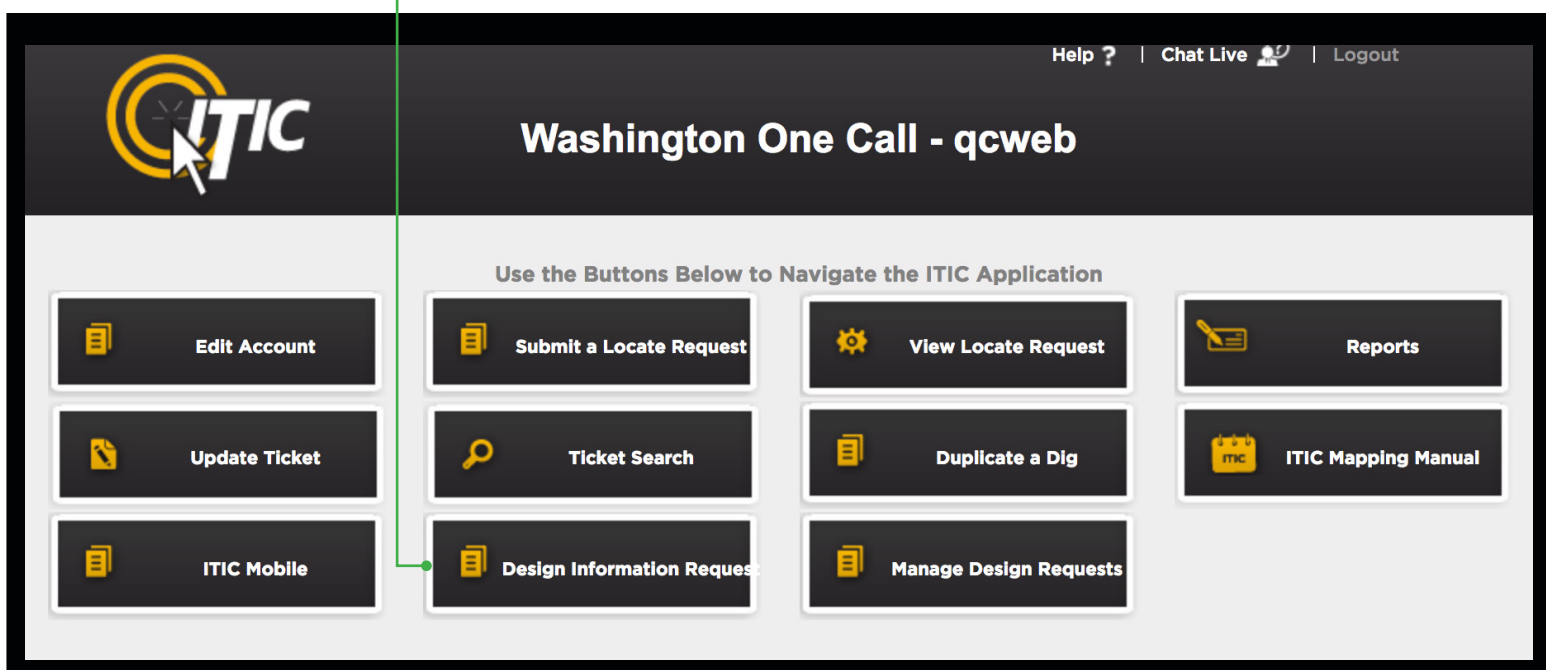 Help ? | Chat Live | Logout
ITIC
Washington One Call - qcweb
Use the Buttons Below to Navigate the ITIC Application
Edit Account
Submit a Locate Request
View Locate Request
Reports
Update Ticket
Ticket Search
Duplicate a Dig
ITIC
ITIC Mapping Manual
ITIC Mobile
Design Information Request
Manage Design Requests